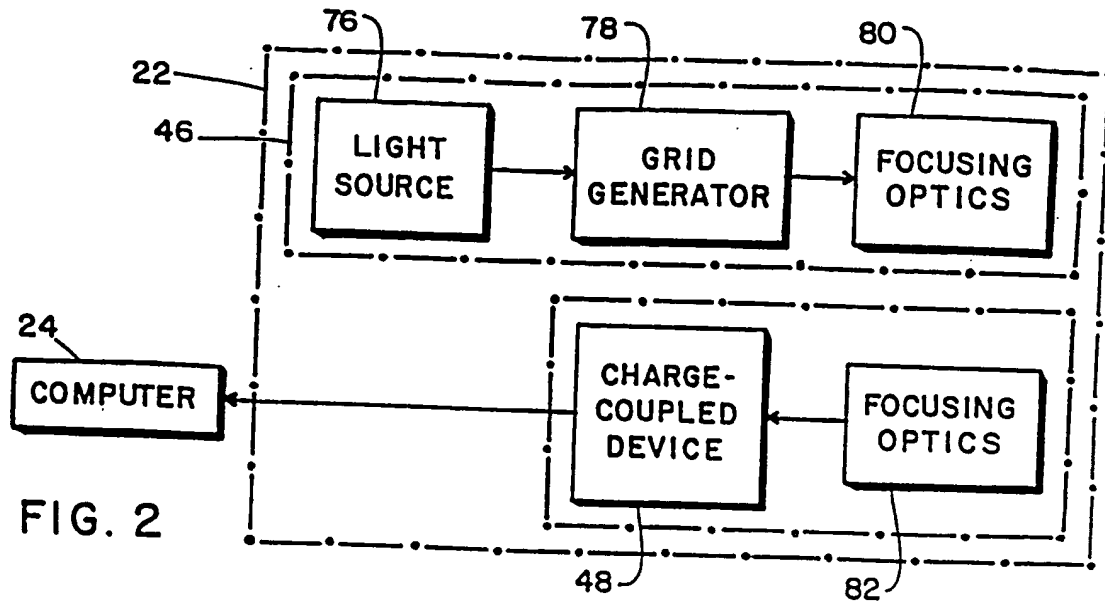 76
78
80
22
46
LIGHT
SOURCE
GRID
GENERATOR
FOCUSING
OPTICS
24
COMPUTER
CHARGE-
COUPLED
DEVICE
FOCUSING
OPTICS
FIG. 2
48
82